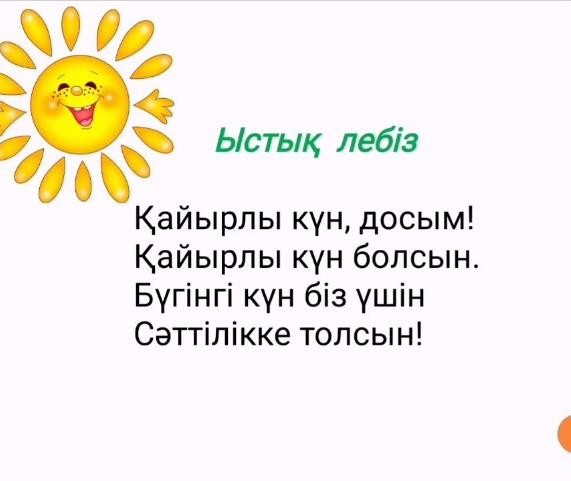 Ыстық лебіз
Қайырлы күн, досым!
Қайырлы күн болсын.
Бүгінгі күн біз үшін
Сәттілікке толсын!